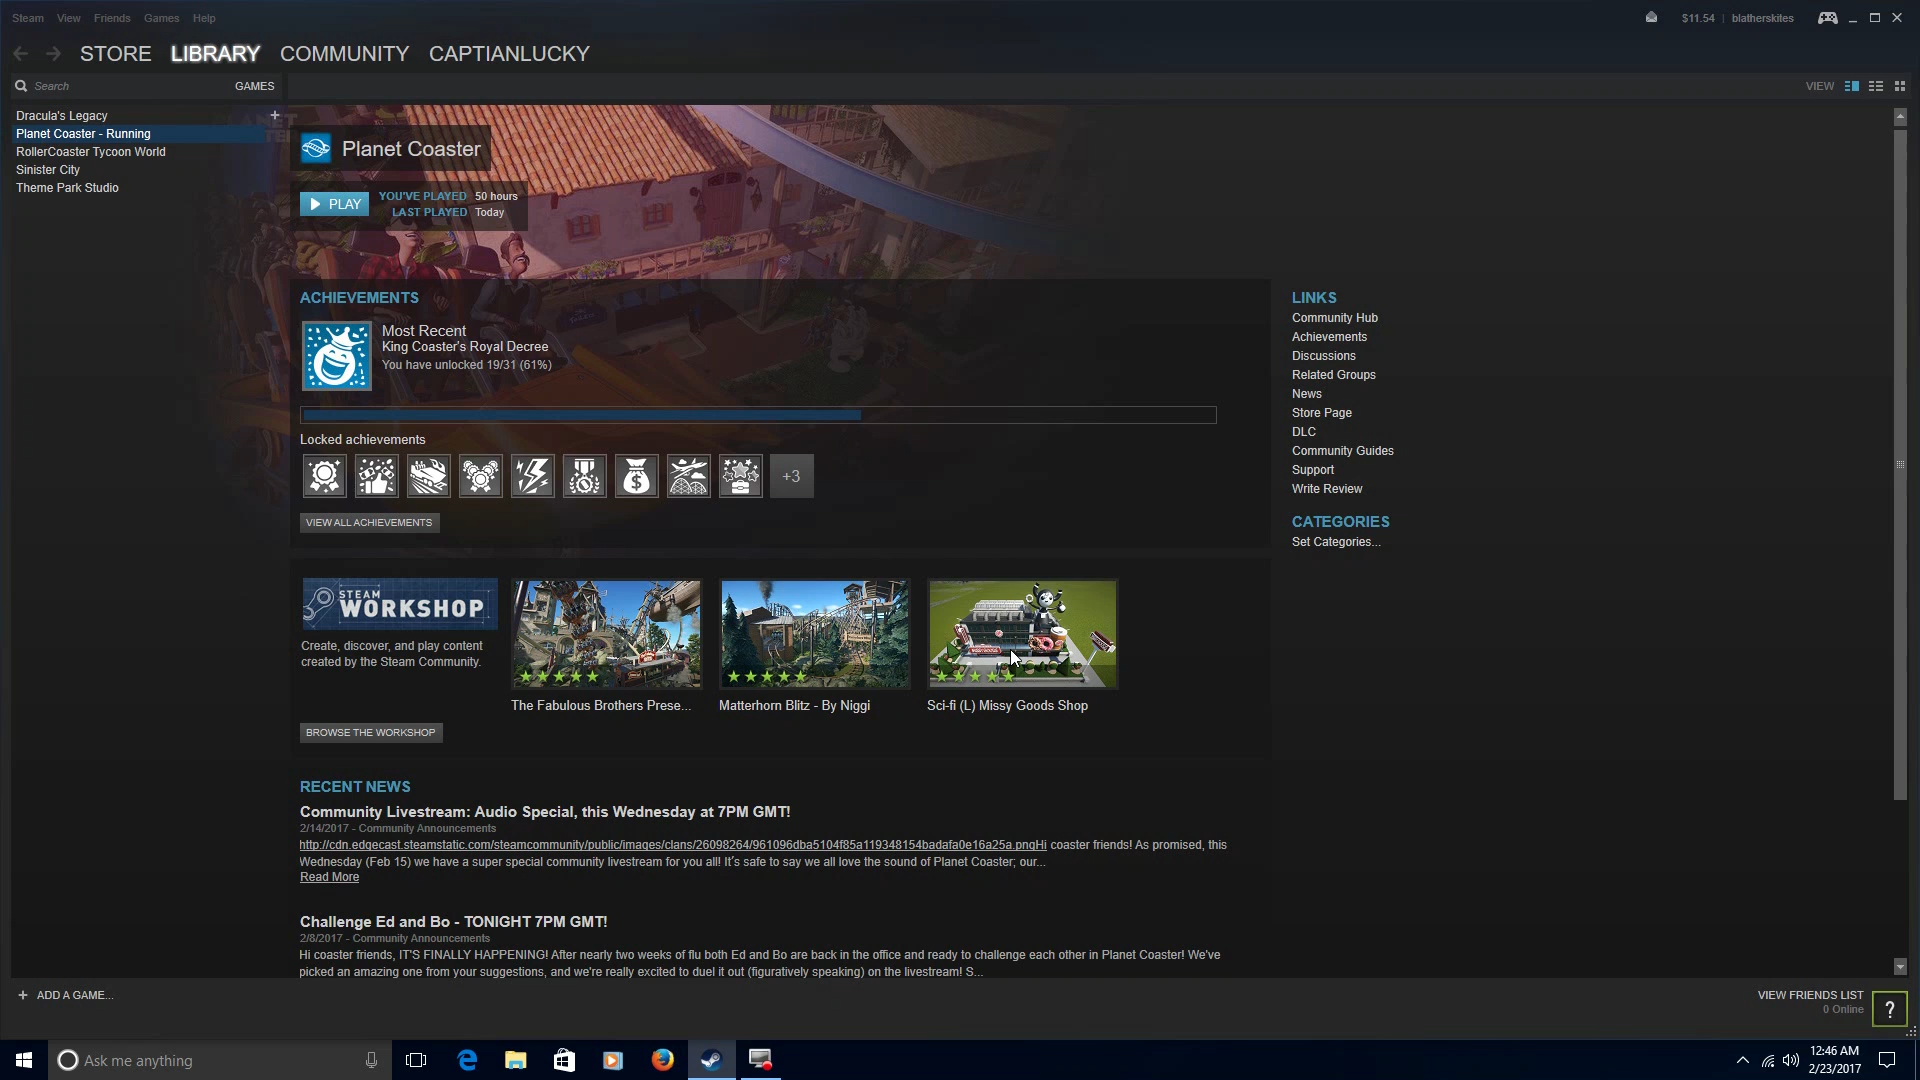 Steam View Friends Games Help
$11.54 | blatherskites
STORE LIBRARY COMMUNITY CAPTIANLUCKY
Search GAMES
VIEW
Dracula's Legacy
Planet Coaster - Running
RollerCoaster Tycoon World
Sinister City
Theme Park Studio
Planet Coaster
PLAY
YOU'VE PLAYED 50 hours
LAST PLAYED Today
ACHIEVEMENTS
Most Recent
King Coaster's Royal Decree
You have unlocked 19/31 (61%)
Locked achievements
+3
VIEW ALL ACHIEVEMENTS
LINKS
Community Hub
Achievements
Discussions
Related Groups
News
Store Page
DLC
Community Guides
Support
Write Review
CATEGORIES
Set Categories...
STEAM
WORKSHOP
Create, discover, and play content
created by the Steam Community.
The Fabulous Brothers Prese...
Matterhorn Blitz - By Niggi
Sci-fi (L) Missy Goods Shop
BROWSE THE WORKSHOP
RECENT NEWS
Community Livestream: Audio Special, this Wednesday at 7PM GMT!
2/14/2017 - Community Announcements
http://cdn.edgecast.steamstatic.com/steamcommunity/public/images/clans/26098264/961096dba5104f85a119348154badafa0e16a25a.pngHi coaster friends! As promised, this
Wednesday (Feb 15) we have a super special community livestream for you all! It's safe to say we all love the sound of Planet Coaster; our...
Read More
Challenge Ed and Bo - TONIGHT 7PM GMT!
2/8/2017 - Community Announcements
Hi coaster friends, IT'S FINALLY HAPPENING! After nearly two weeks of flu both Ed and Bo are back in the office and ready to challenge each other in Planet Coaster! We've
picked an amazing one from your suggestions, and we're really excited to duel it out (figuratively speaking) on the livestream! S...
+ ADD A GAME...
VIEW FRIENDS LIST
0 Online
?
Ask me anything
12:46 AM
2/23/2017